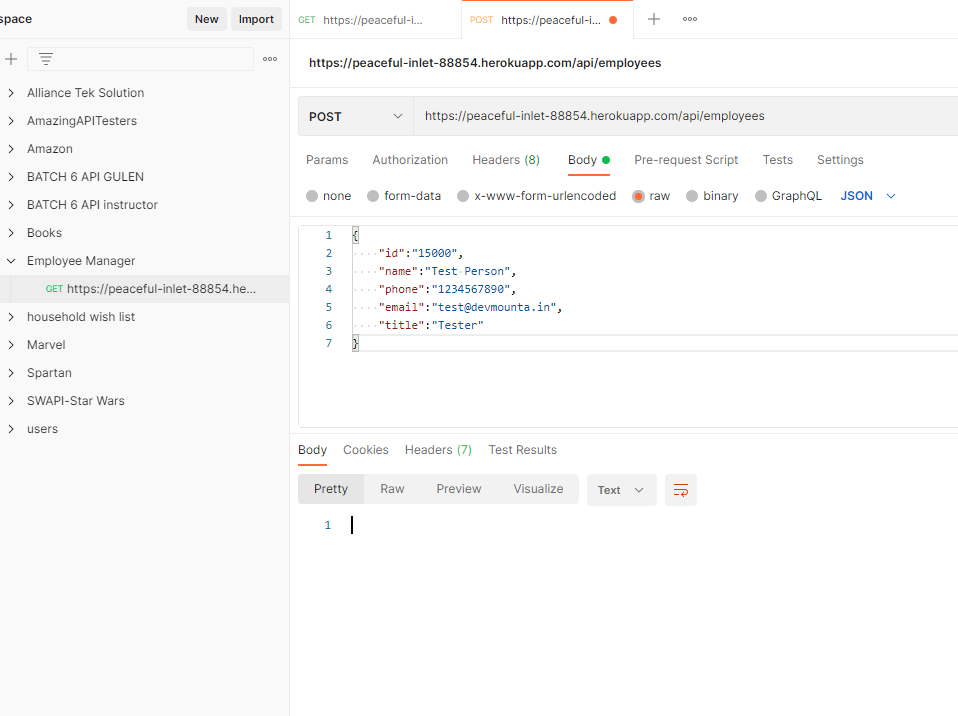 space
New
Import
Alliance Tek Solution
AmazingAPITesters
Amazon
BATCH 6 API GULEN
BATCH 6 API instructor
Books
Employee Manager
GET https://peaceful-inlet-88854.he...
household wish list
Marvel
Spartan
SWAPI-Star Wars
users
GET https://peaceful-i...
POST https://peaceful-i...
https://peaceful-inlet-88854.herokuapp.com/api/employees
POST https://peaceful-inlet-88854.herokuapp.com/api/employees
Params Authorization Headers (8) Body Pre-request Script Tests Settings
none form-data x-www-form-urlencoded raw binary GraphQL JSON
1 {
2 "id":"15000",
3 "name":"Test Person",
4 "phone":"1234567890",
5 "email":"test@devmounta.in",
6 "title":"Tester"
7 }
Body Cookies Headers (7) Test Results
Pretty Raw Preview Visualize Text
1